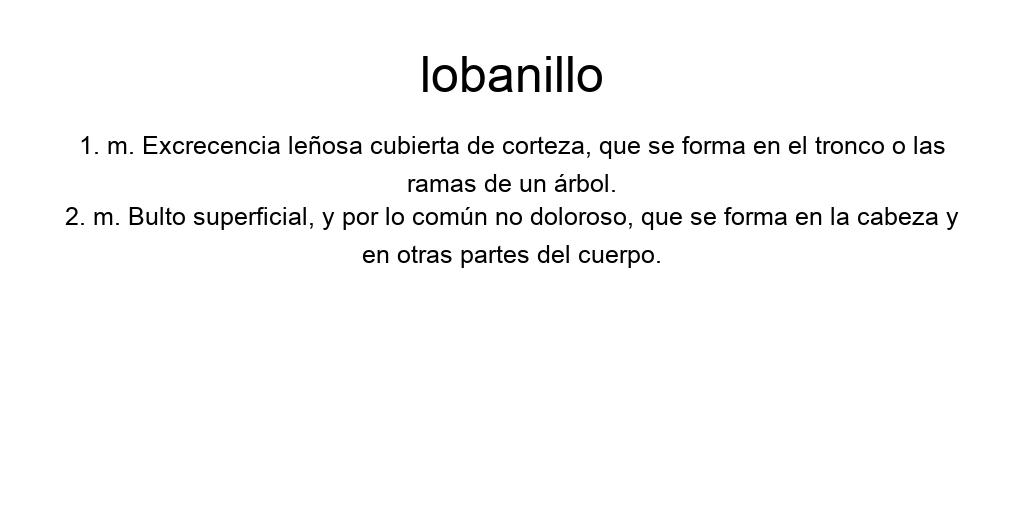 lobanillo
1. m. Excrecencia leñosa cubierta de corteza, que se forma en el tronco o las
ramas de un árbol.
2. m. Bulto superficial, y por lo común no doloroso, que se forma en la cabeza y
en otras partes del cuerpo.